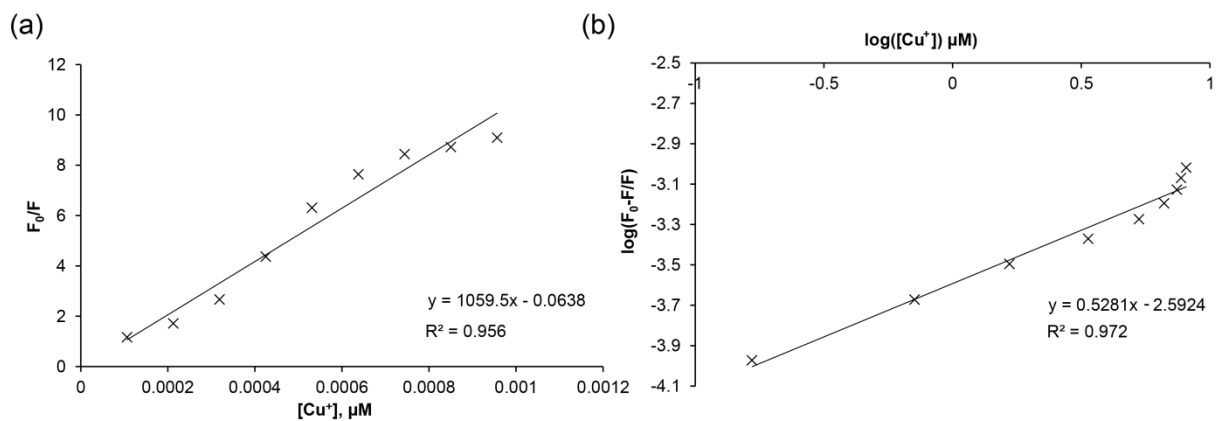 (a)
12
10
8
6
4
2
0
F₀/F
0 0.0002 0.0004 0.0006 0.0008 0.001 0.0012
[Cu⁺], µM
y = 1059.5x - 0.0638
R² = 0.956
(b)
log([Cu⁺]) µM)
-1 -0.5 0 0.5 1
-2.5
-2.9
-3.1
-3.3
-3.5
-3.7
-3.9
-4.1
log(F₀-F/F)
y = 0.5281x - 2.5924
R² = 0.972